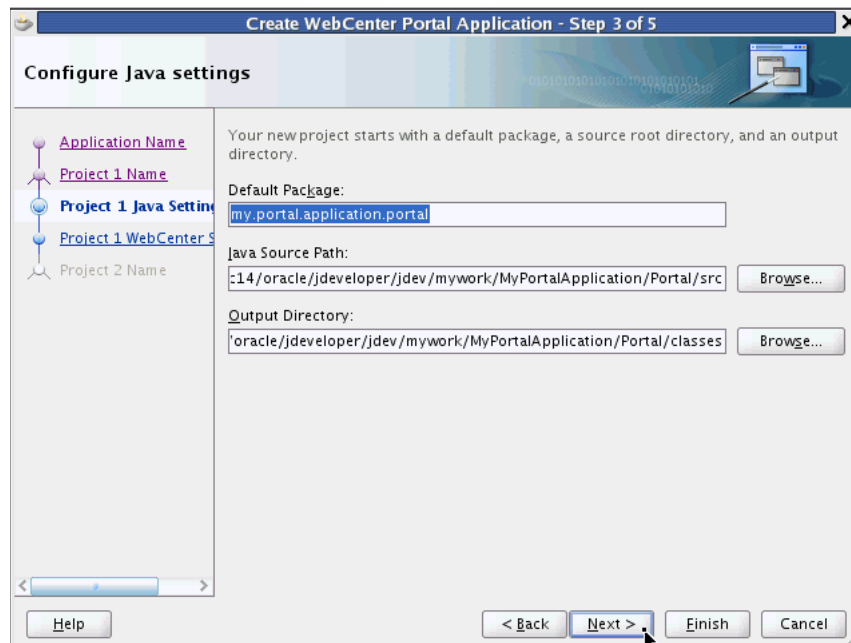 Create WebCenter Portal Application - Step 3 of 5
Configure Java settings
Application Name
Project 1 Name
Project 1 Java Setting
Project 1 WebCenter S
Project 2 Name
Your new project starts with a default package, a source root directory, and an output
directory.
Default Package:
my.portal.application.portal
Java Source Path:
:14/oracle/jdeveloper/jdev/mywork/MyPortalApplication/Portal/src
Browse...
Output Directory:
oracle/jdeveloper/jdev/mywork/MyPortalApplication/Portal/classes
Browse...
Help
< Back
Next >
Finish
Cancel